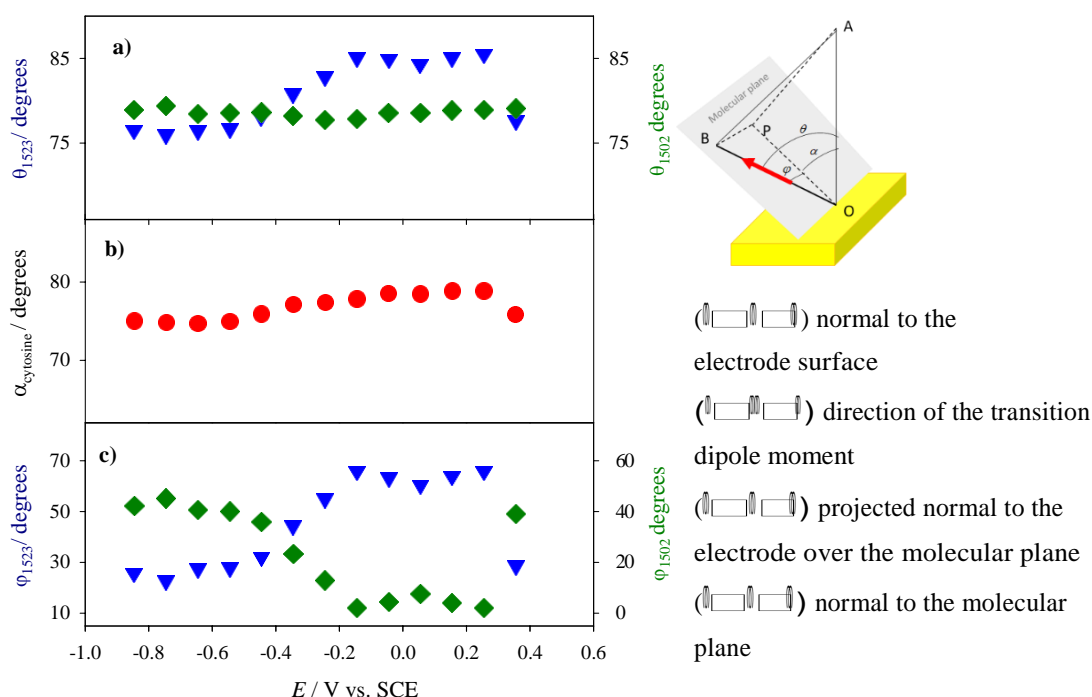 a)
85
75
θ1523/ degrees
85
75
θ1502 degrees
b)
80
70
αcytosine/ degrees
c)
70
50
30
10
φ1523/ degrees
60
40
20
0
φ1502 degrees
-1.0 -0.8 -0.6 -0.4 -0.2 0.0 0.2 0.4 0.6
E / V vs. SCE
A
Molecular plane
B
P
θ
α
φ
O
normal to the
electrode surface
direction of the transition
dipole moment
projected normal to the
electrode over the molecular plane
normal to the molecular
plane